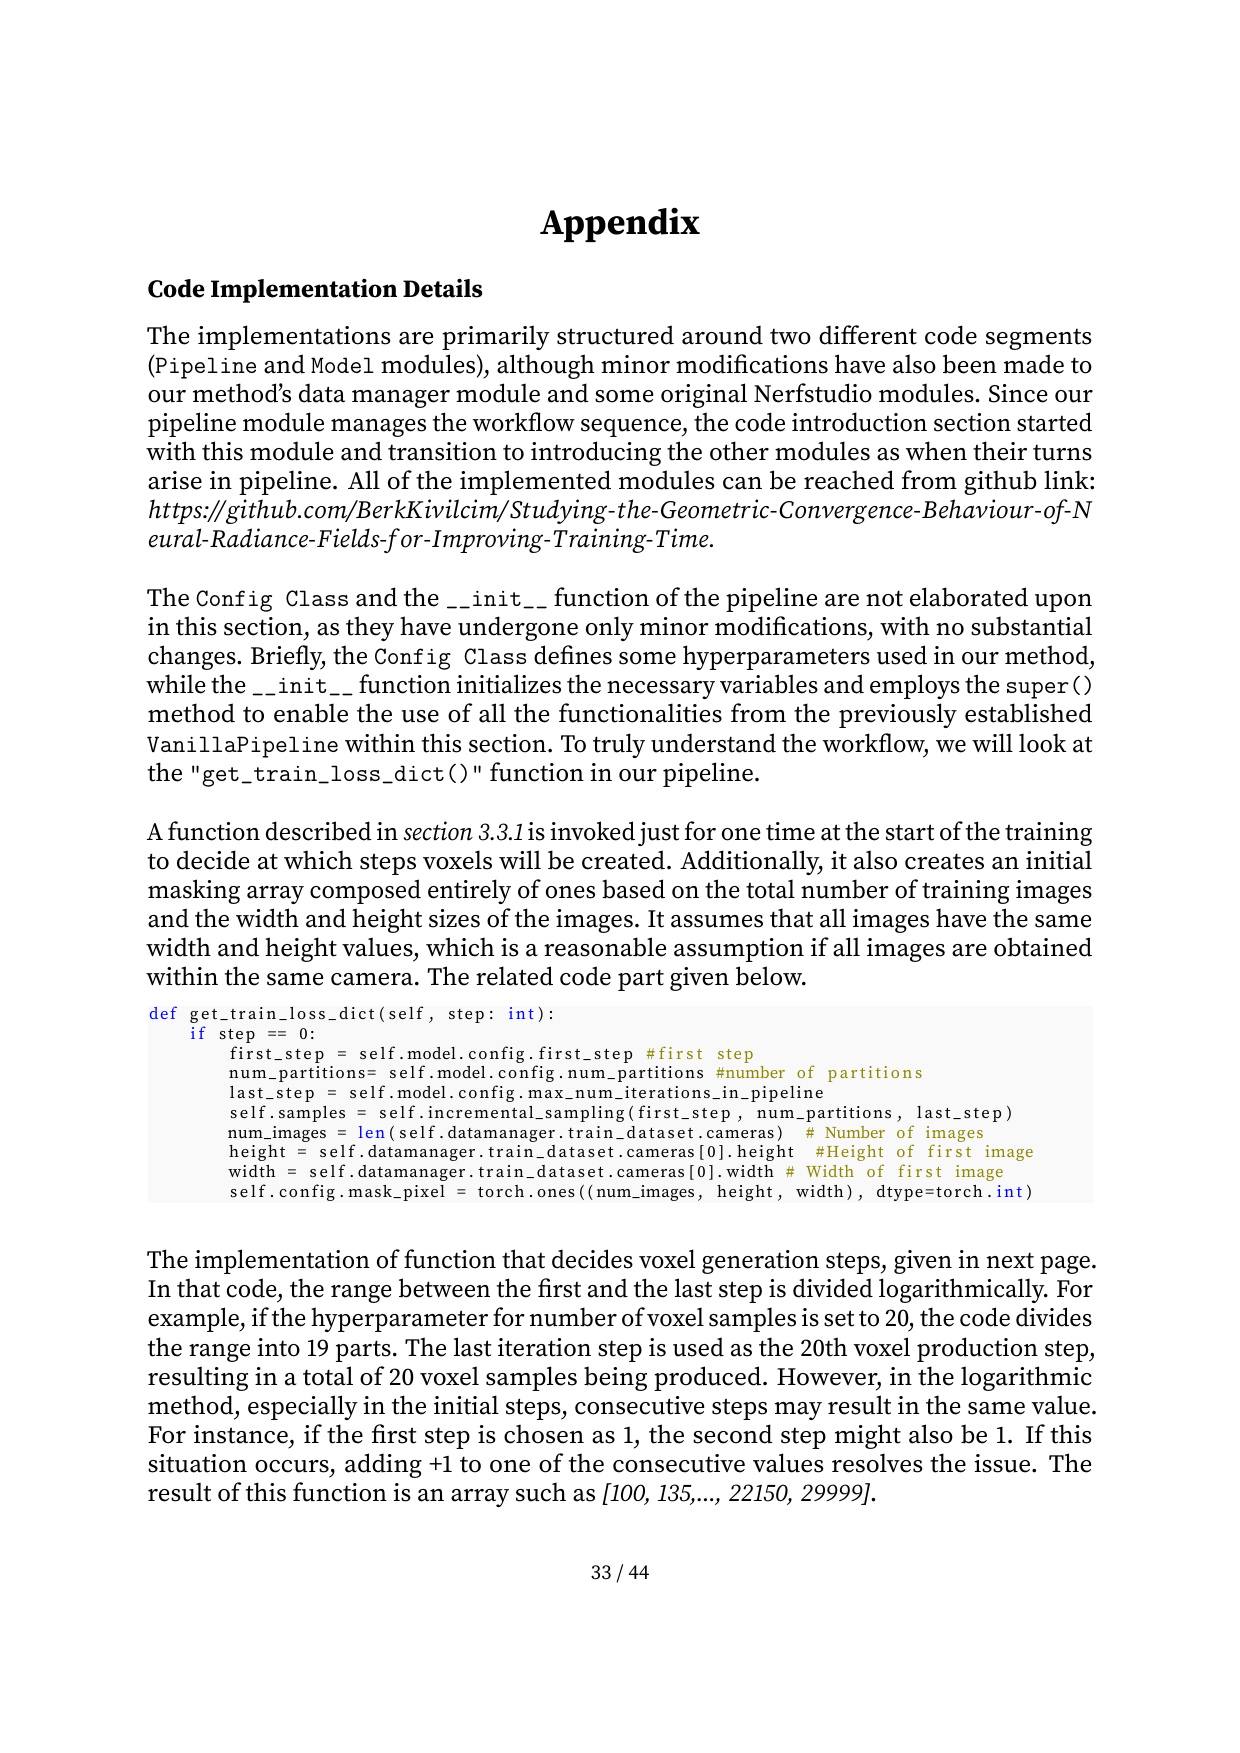 Appendix
Code Implementation Details
The implementations are primarily structured around two different code segments
(Pipeline and Model modules), although minor modifications have also been made to
our method’s data manager module and some original Nerfstudio modules. Since our
pipeline module manages the workflow sequence, the code introduction section started
with this module and transition to introducing the other modules as when their turns
arise in pipeline. All of the implemented modules can be reached from github link:
https://github.com/BerkKivilcim/Studying-the-Geometric-Convergence-Behaviour-of-N
eural-Radiance-Fields-for-Improving-Training-Time.
The Config Class and the __init__ function of the pipeline are not elaborated upon
in this section, as they have undergone only minor modifications, with no substantial
changes. Briefly, the Config Class defines some hyperparameters used in our method,
while the __init__ function initializes the necessary variables and employs the super()
method to enable the use of all the functionalities from the previously established
VanillaPipeline within this section. To truly understand the workflow, we will look at
the "get_train_loss_dict()" function in our pipeline.
A function described in section 3.3.1 is invoked just for one time at the start of the training
to decide at which steps voxels will be created. Additionally, it also creates an initial
masking array composed entirely of ones based on the total number of training images
and the width and height sizes of the images. It assumes that all images have the same
width and height values, which is a reasonable assumption if all images are obtained
within the same camera. The related code part given below.
def get_train_loss_dict(self, step: int):
    if step == 0:
        first_step = self.model.config.first_step #first step
        num_partitions= self.model.config.num_partitions #number of partitions
        last_step = self.model.config.max_num_iterations_in_pipeline
        self.samples = self.incremental_sampling(first_step, num_partitions, last_step)
        num_images = len(self.datamanager.train_dataset.cameras)  # Number of images
        height = self.datamanager.train_dataset.cameras[0].height  #Height of first image
        width = self.datamanager.train_dataset.cameras[0].width # Width of first image
        self.config.mask_pixel = torch.ones((num_images, height, width), dtype=torch.int)
The implementation of function that decides voxel generation steps, given in next page.
In that code, the range between the first and the last step is divided logarithmically. For
example, if the hyperparameter for number of voxel samples is set to 20, the code divides
the range into 19 parts. The last iteration step is used as the 20th voxel production step,
resulting in a total of 20 voxel samples being produced. However, in the logarithmic
method, especially in the initial steps, consecutive steps may result in the same value.
For instance, if the first step is chosen as 1, the second step might also be 1. If this
situation occurs, adding +1 to one of the consecutive values resolves the issue. The
result of this function is an array such as [100, 135,..., 22150, 29999].
33 / 44